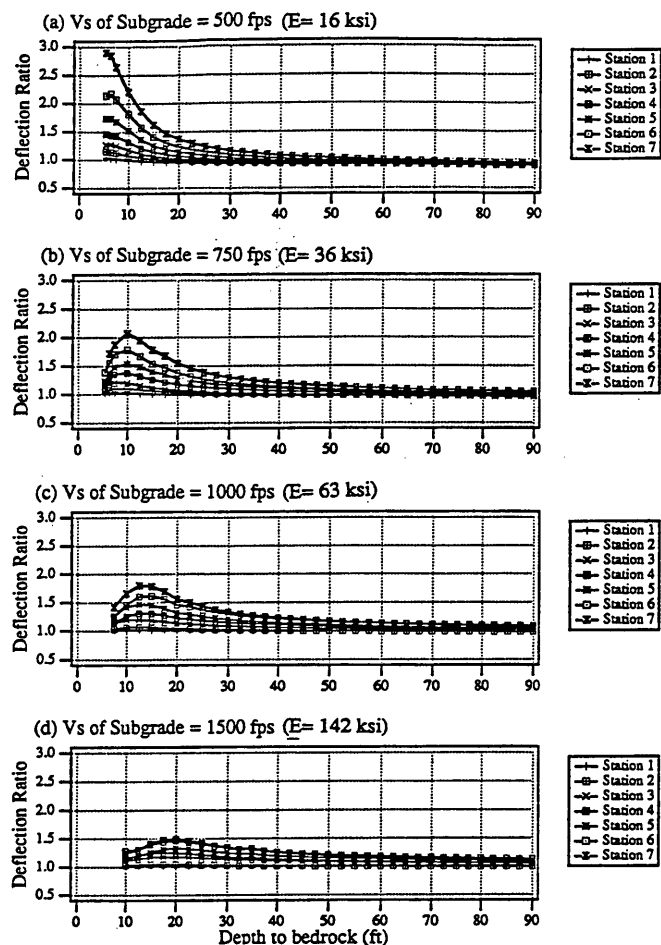 (a) Vs of Subgrade = 500 fps (E= 16 ksi)
Deflection Ratio
3.0
2.5
2.0
1.5
1.0
0.5
0 10 20 30 40 50 60 70 80 90
Station 1
Station 2
Station 3
Station 4
Station 5
Station 6
Station 7
(b) Vs of Subgrade = 750 fps (E= 36 ksi)
Deflection Ratio
3.0
2.5
2.0
1.5
1.0
0.5
0 10 20 30 40 50 60 70 80 90
Station 1
Station 2
Station 3
Station 4
Station 5
Station 6
Station 7
(c) Vs of Subgrade = 1000 fps (E= 63 ksi)
Deflection Ratio
3.0
2.5
2.0
1.5
1.0
0.5
0 10 20 30 40 50 60 70 80 90
Station 1
Station 2
Station 3
Station 4
Station 5
Station 6
Station 7
(d) Vs of Subgrade = 1500 fps (E= 142 ksi)
Deflection Ratio
3.0
2.5
2.0
1.5
1.0
0.5
0 10 20 30 40 50 60 70 80 90
Depth to bedrock (ft)
Station 1
Station 2
Station 3
Station 4
Station 5
Station 6
Station 7